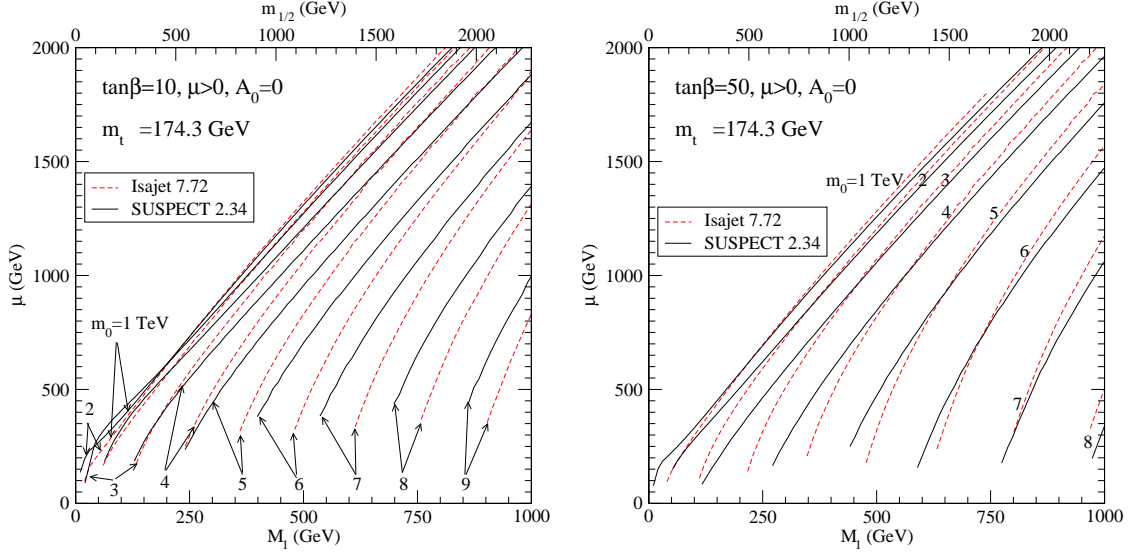 m1/2 (GeV)
0 500 1000 1500 2000
2000
1500
1000
500
0
μ (GeV)
tanβ=10, μ>0, A0=0
mt =174.3 GeV
Isajet 7.72
SUSPECT 2.34
m0=1 TeV
2
3
4
5
6
7
8
9
0 250 500 750 1000
M1 (GeV)
m1/2 (GeV)
0 500 1000 1500 2000
2000
1500
1000
500
0
μ (GeV)
tanβ=50, μ>0, A0=0
mt =174.3 GeV
m0=1 TeV 2 3
Isajet 7.72
SUSPECT 2.34
4
5
6
7
8
0 250 500 750 1000
M1 (GeV)